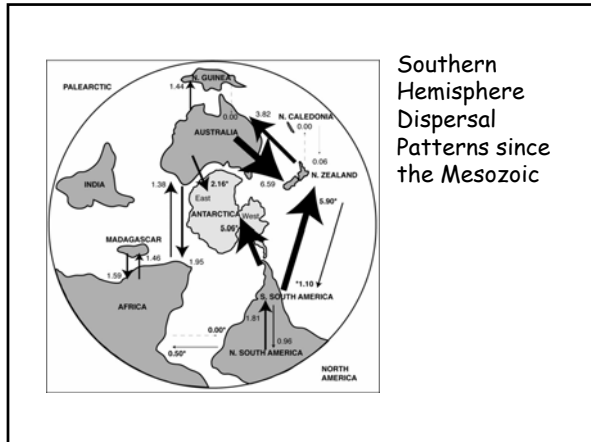 Southern
Hemisphere
Dispersal
Patterns since
the Mesozoic
PALEARCTIC
N. GUINEA
1.44
0.00
3.82
N. CALEDONIA
0.00
AUSTRALIA
0.06
N. ZEALAND
INDIA
1.38
2.16*
6.59
East
5.90*
ANTARCTICA
West
5.06*
MADAGASCAR
1.46
1.59
1.95
*1.10
S. SOUTH AMERICA
AFRICA
1.81
0.00*
0.96
0.50*
N. SOUTH AMERICA
NORTH
AMERICA